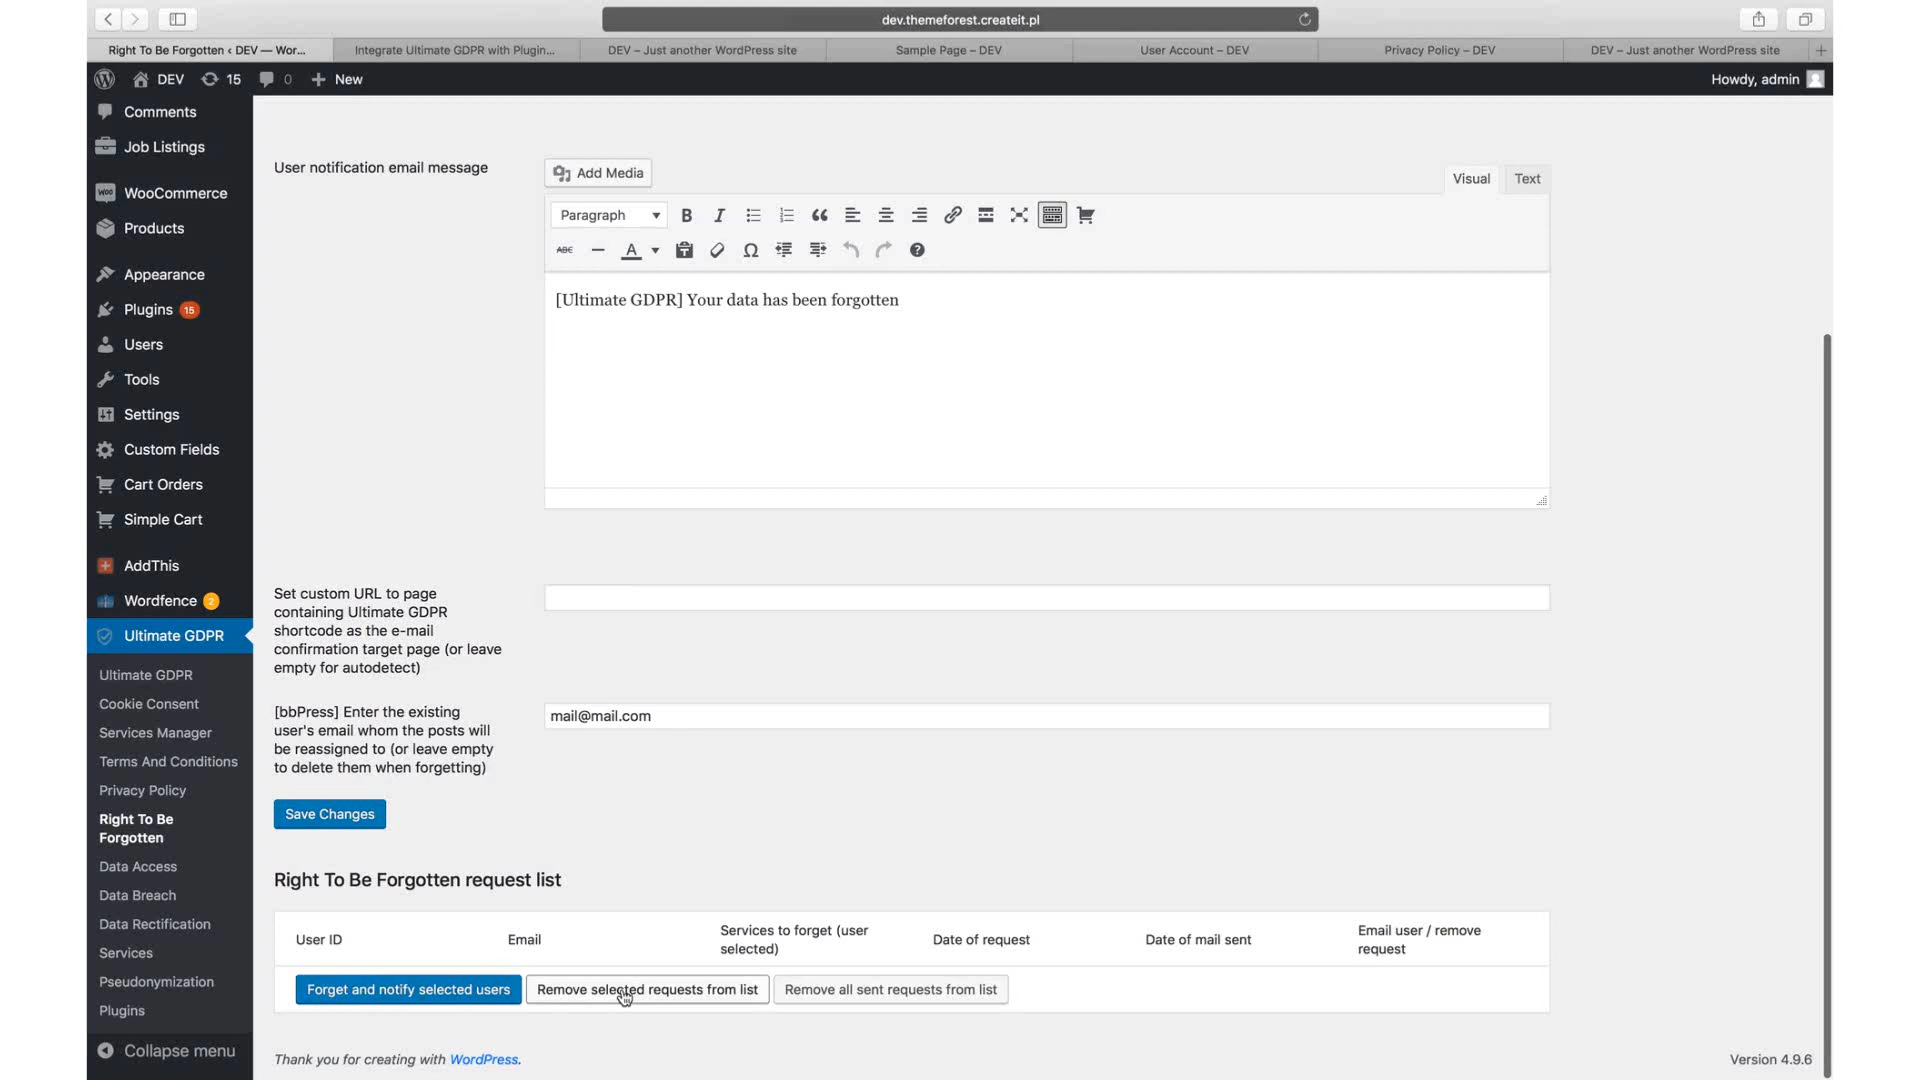 dev.themeforest.createit.pl
Right To Be Forgotten ‹ DEV — Wor...
Integrate Ultimate GDPR with Plugin...
DEV – Just another WordPress site
Sample Page – DEV
User Account – DEV
Privacy Policy – DEV
DEV – Just another WordPress site
DEV
15
0
New
Howdy, admin
Comments
Job Listings
WooCommerce
Products
Appearance
Plugins 15
Users
Tools
Settings
Custom Fields
Cart Orders
Simple Cart
AddThis
Wordfence 2
Ultimate GDPR
Ultimate GDPR
Cookie Consent
Services Manager
Terms And Conditions
Privacy Policy
Right To Be
Forgotten
Data Access
Data Breach
Data Rectification
Services
Pseudonymization
Plugins
Collapse menu
User notification email message
Add Media
Visual
Text
Paragraph
B
I
ABC
A
Ω
[Ultimate GDPR] Your data has been forgotten
Set custom URL to page
containing Ultimate GDPR
shortcode as the e-mail
confirmation target page (or leave
empty for autodetect)
[bbPress] Enter the existing
user's email whom the posts will
be reassigned to (or leave empty
to delete them when forgetting)
mail@mail.com
Save Changes
Right To Be Forgotten request list
User ID
Email
Services to forget (user
selected)
Date of request
Date of mail sent
Email user / remove
request
Forget and notify selected users
Remove selected requests from list
Remove all sent requests from list
Thank you for creating with WordPress.
Version 4.9.6